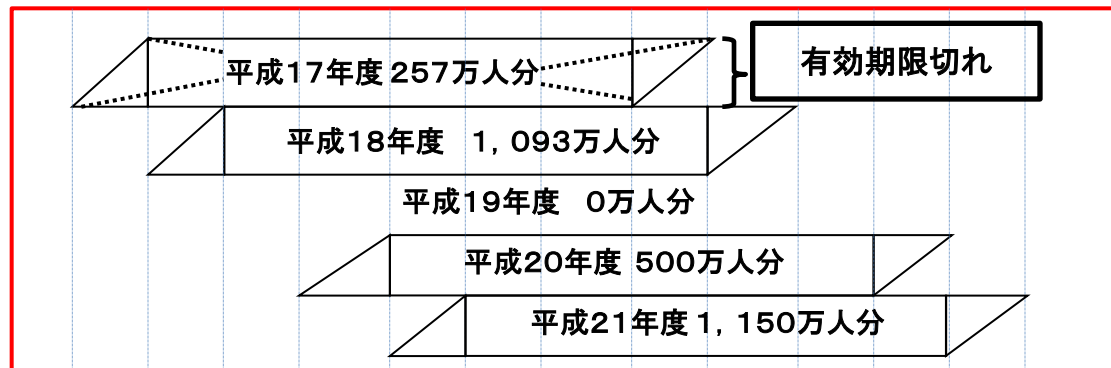 平成17年度 257万人分
有効期限切れ
平成18年度　1，093万人分
平成19年度　0万人分
平成20年度 500万人分
平成21年度 1，150万人分